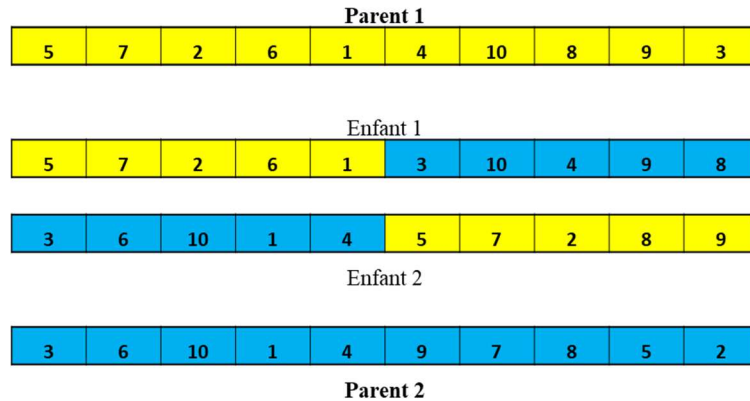 Parent 1
5 7 2 6 1 4 10 8 9 3
Enfant 1
5 7 2 6 1 3 10 4 9 8
3 6 10 1 4 5 7 2 8 9
Enfant 2
3 6 10 1 4 9 7 8 5 2
Parent 2